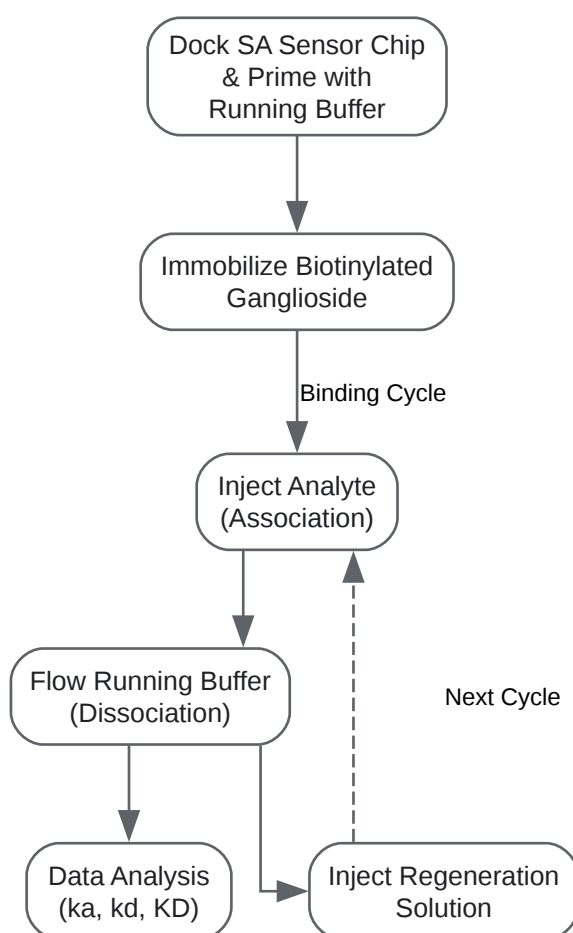 Dock SA Sensor Chip
& Prime with
Running Buffer
Immobilize Biotinylated
Ganglioside
Binding Cycle
Inject Analyte
(Association)
Flow Running Buffer
(Dissociation)
Next Cycle
Data Analysis
(ka, kd, KD)
Inject Regeneration
Solution